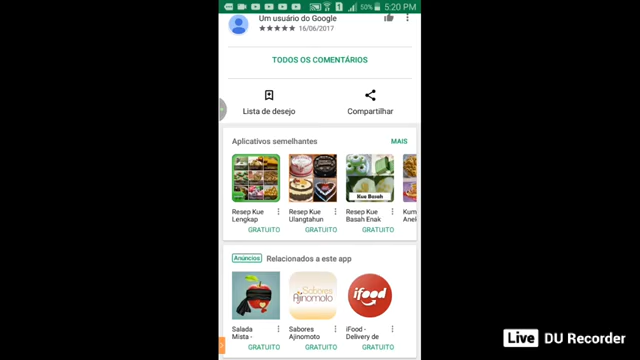 50% 5:20 PM
Um usuário do Google
★★★★★ 16/06/2017
TODOS OS COMENTÁRIOS
Lista de desejo Compartilhar
Aplicativos semelhantes MAIS
Kue Basah
Resep Kue Lengkap
GRATUITO
Resep Kue Ulangtahun
GRATUITO
Resep Kue Basah Enak
GRATUITO
Kum
Anel
Anúncios Relacionados a este app
Sabores
Ajinomoto
ifood
Salada Mista -
GRATUITO
Sabores Ajinomoto
GRATUITO
iFood - Delivery de
GRATUITO
Live DU Recorder